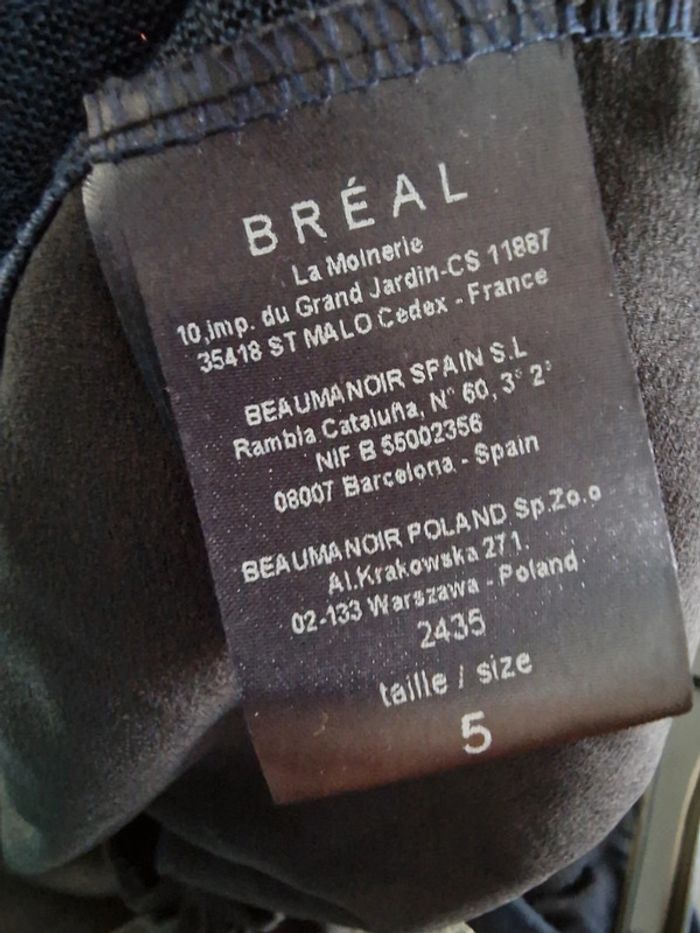 BRÉAL
La Moinerie
10,imp. du Grand Jardin-CS 11887
35418 ST MALO Cedex - France
BEAUMANOIR SPAIN S.L
Rambla Cataluña, N° 60, 3° 2ª
NIF B 55002356
08007 Barcelona - Spain
BEAUMANOIR POLAND Sp.Zo.o
Al.Krakowska 271.
02-133 Warszawa - Poland
2435
taille / size
5